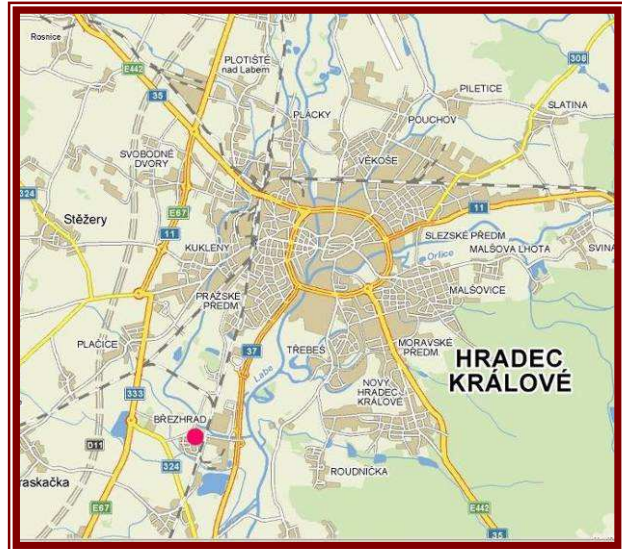 Rosnice
E442
PLOTIŠTĚ
nad Labem
308
35
PLÁCKY
PILETICE
SLATINA
POUCHOV
SVOBODNÉ
DVORY
VĚKOŠE
324
Stěžery
E67
11
11
KUKLENY
SLEZSKÉ PŘEDM
Orlice
MALŠOVA LHOTA
SVINA
PRAŽSKÉ
PŘEDM
MALŠOVICE
PLAČICE
37
TŘEBEŠ
MORAVSKÉ
PŘEDM
Labe
HRADEC
KRÁLOVÉ
333
NOVÝ
HRADEC
KRÁLOVÉ
BŘEZHRAD
D11
324
ROUDNIČKA
raskačka
E67
E442
35